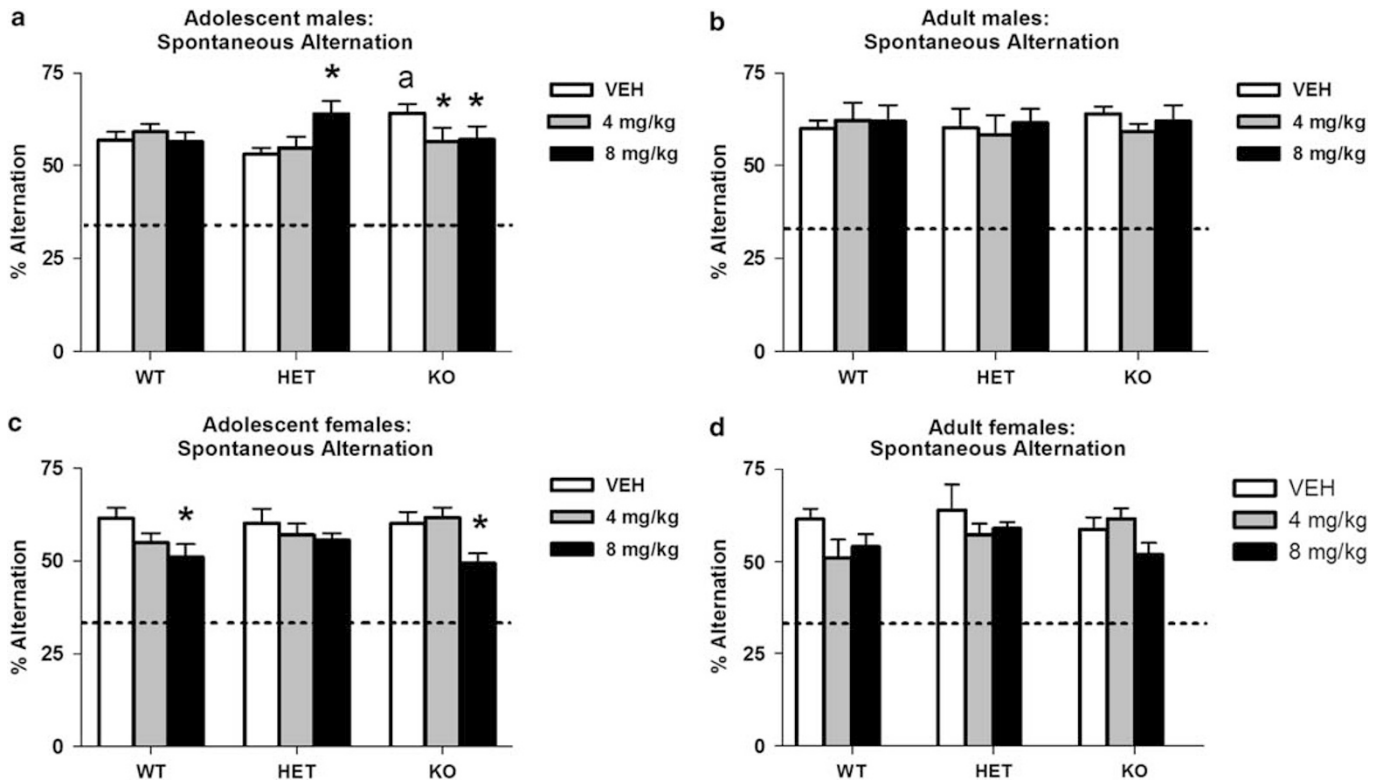 a
Adolescent males:
Spontaneous Alternation
75
50
25
0
% Alternation
*
a
*
*
WT
HET
KO
VEH
4 mg/kg
8 mg/kg
b
Adult males:
Spontaneous Alternation
75
50
25
0
% Alternation
WT
HET
KO
VEH
4 mg/kg
8 mg/kg
c
Adolescent females:
Spontaneous Alternation
75
50
25
0
% Alternation
*
*
WT
HET
KO
VEH
4 mg/kg
8 mg/kg
d
Adult females:
Spontaneous Alternation
75
50
25
0
% Alternation
WT
HET
KO
VEH
4 mg/kg
8 mg/kg